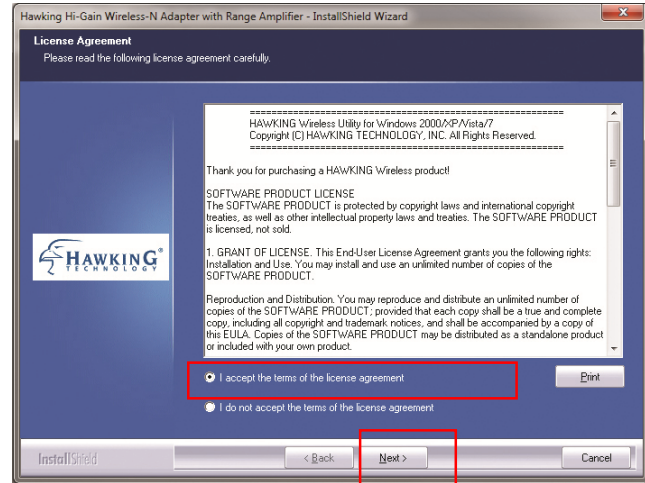 Hawking Hi-Gain Wireless-N Adapter with Range Amplifier - InstallShield Wizard
License Agreement
Please read the following license agreement carefully.
====================================================
HAWKING Wireless Utility for Windows 2000/XP/Vista/7
Copyright (C) HAWKING TECHNOLOGY, INC. All Rights Reserved.
====================================================
Thank you for purchasing a HAWKING Wireless product!
SOFTWARE PRODUCT LICENSE
The SOFTWARE PRODUCT is protected by copyright laws and international copyright
treaties, as well as other intellectual property laws and treaties. The SOFTWARE PRODUCT
is licensed, not sold.
1. GRANT OF LICENSE. This End-User License Agreement grants you the following rights:
Installation and Use. You may install and use an unlimited number of copies of the
SOFTWARE PRODUCT.
Reproduction and Distribution. You may reproduce and distribute an unlimited number of
copies of the SOFTWARE PRODUCT; provided that each copy shall be a true and complete
copy, including all copyright and trademark notices, and shall be accompanied by a copy of
this EULA. Copies of the SOFTWARE PRODUCT may be distributed as a standalone product
or included with your own product.
HAWKING®
TECHNOLOGY
I accept the terms of the license agreement
Print
I do not accept the terms of the license agreement
InstallShield
< Back
Next >
Cancel